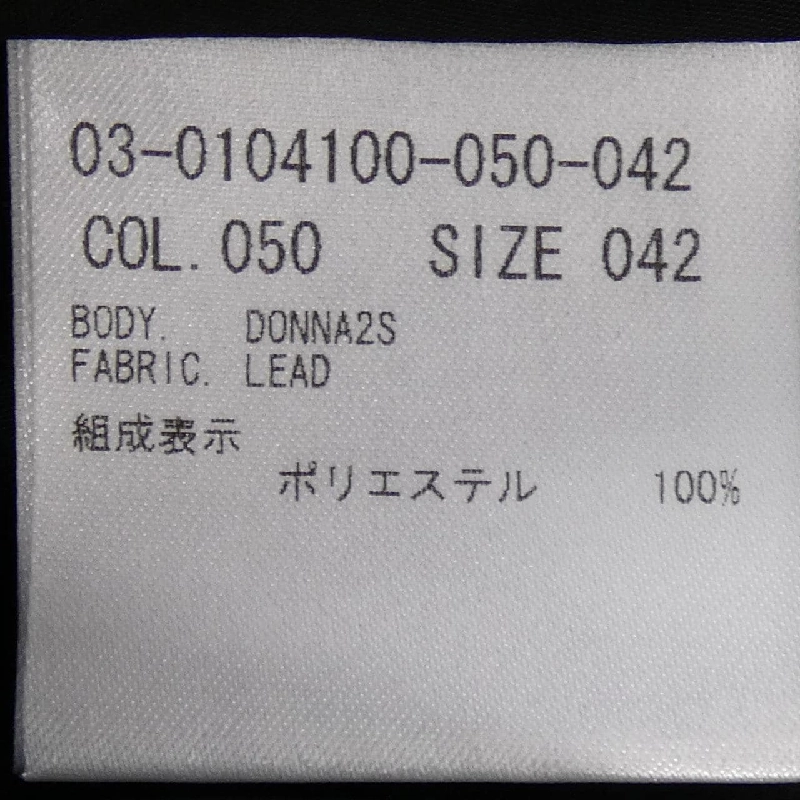 03-0104100-050-042
COL. 050 SIZE 042
BODY. DONNA2S
FABRIC. LEAD
組成表示
ポリエステル 100%